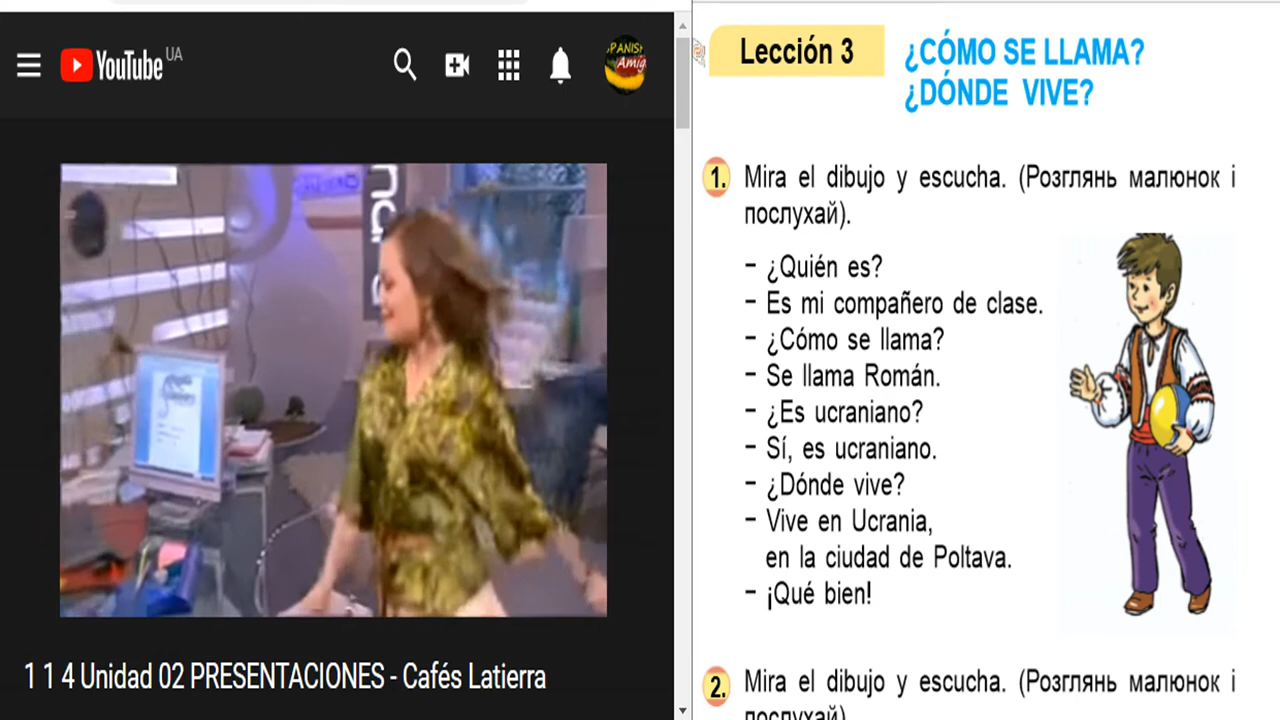 YouTube UA
SPANISH
Amig
1 1 4 Unidad 02 PRESENTACIONES - Cafés Latierra
Lección 3
¿CÓMO SE LLAMA?
¿DÓNDE VIVE?
1. Mira el dibujo y escucha. (Розглянь малюнок і
послухай).
– ¿Quién es?
– Es mi compañero de clase.
– ¿Cómo se llama?
– Se llama Román.
– ¿Es ucraniano?
– Sí, es ucraniano.
– ¿Dónde vive?
– Vive en Ucrania,
en la ciudad de Poltava.
– ¡Qué bien!
2. Mira el dibujo y escucha. (Розглянь малюнок і
послухай)